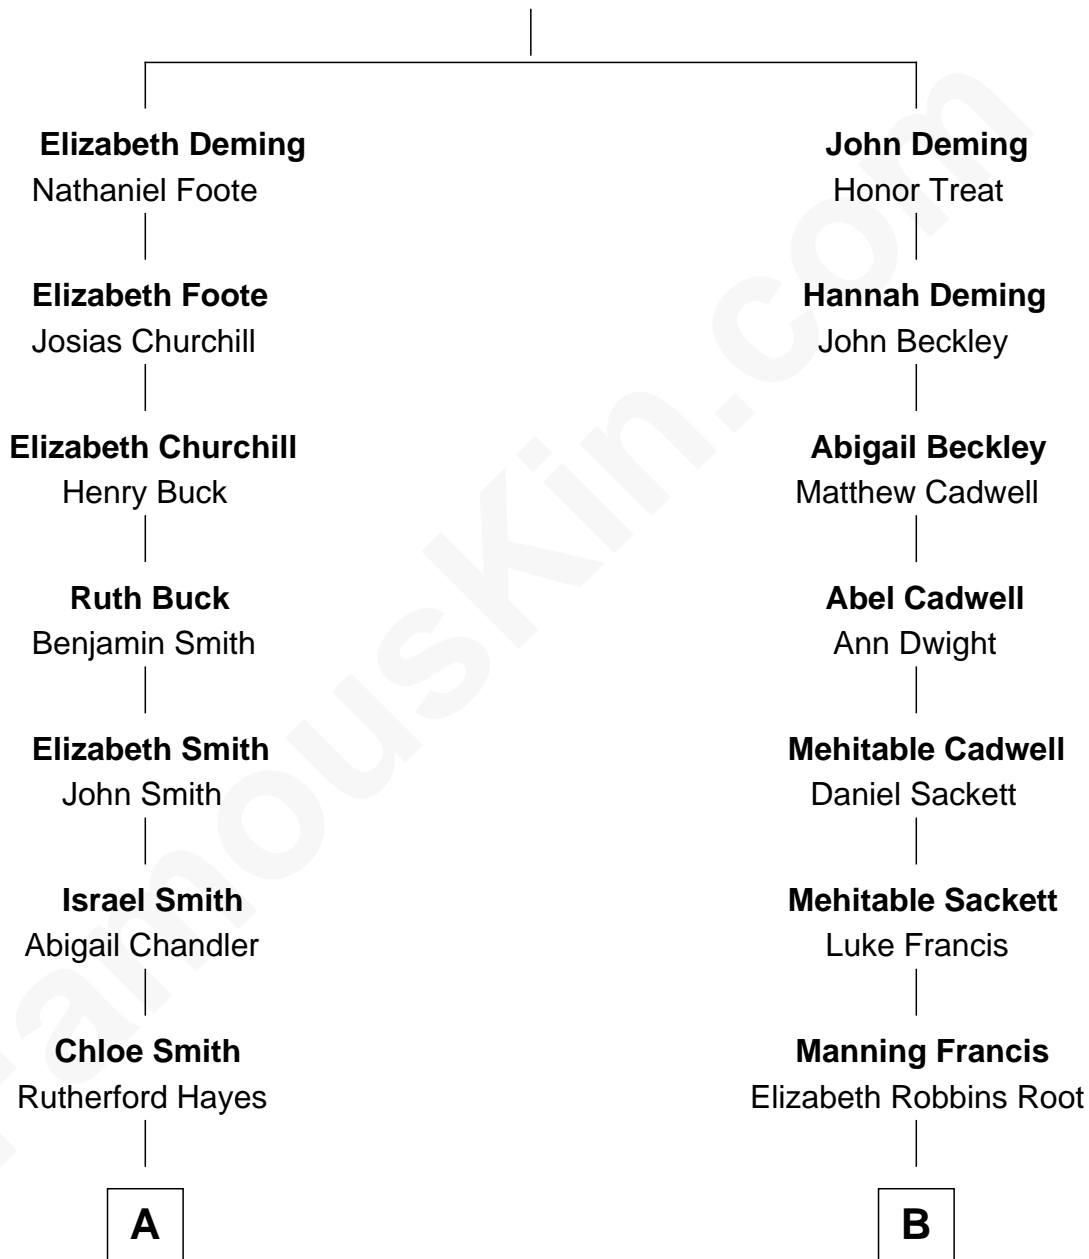 Elizabeth Deming
Nathaniel Foote
Elizabeth Foote
Josias Churchill
Elizabeth Churchill
Henry Buck
Ruth Buck
Benjamin Smith
Elizabeth Smith
John Smith
Israel Smith
Abigail Chandler
Chloe Smith
Rutherford Hayes
A
John Deming
Honor Treat
Hannah Deming
John Beckley
Abigail Beckley
Matthew Cadwell
Abel Cadwell
Ann Dwight
Mehitable Cadwell
Daniel Sackett
Mehitable Sackett
Luke Francis
Manning Francis
Elizabeth Robbins Root
B
FamousKin.com